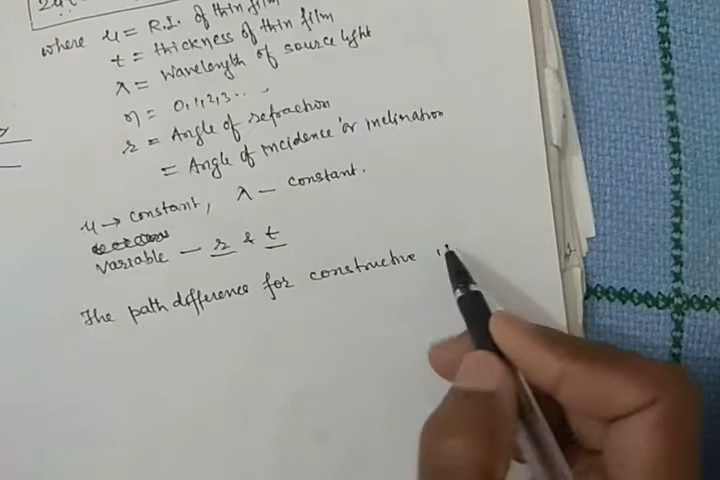 2μt
where μ = R.I. of thin film
t = thickness of thin film
λ = Wavelength of source light
n = 0,1,2,3...
r = Angle of refraction
= Angle of incidence or inclination
μ → constant, λ — constant.
Variable — r & t
The path difference for constructive